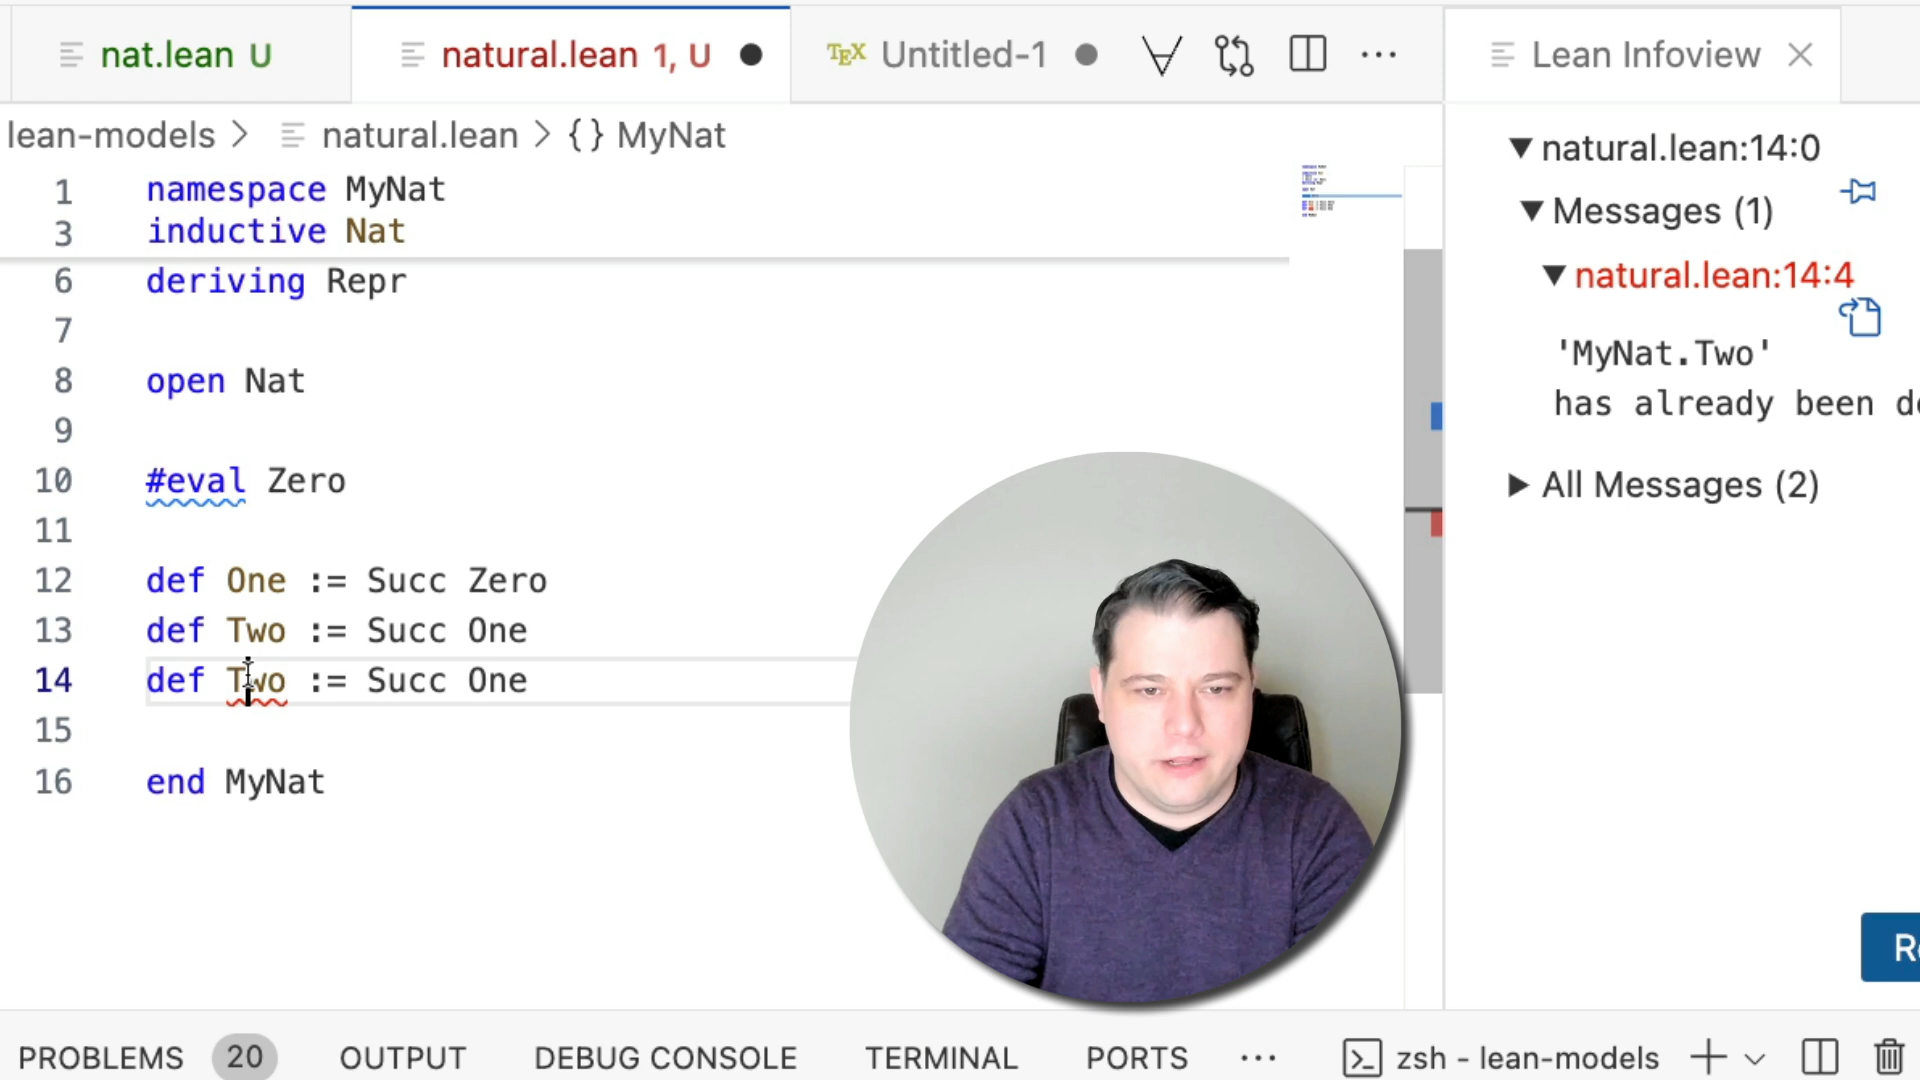 nat.lean U
natural.lean 1, U
TEX Untitled-1
Lean Infoview
lean-models > natural.lean > {} MyNat
1 namespace MyNat
3 inductive Nat
6 deriving Repr
7
8 open Nat
9
10 #eval Zero
11
12 def One := Succ Zero
13 def Two := Succ One
14 def Two := Succ One
15
16 end MyNat
natural.lean:14:0
Messages (1)
natural.lean:14:4
'MyNat.Two'
has already been
All Messages (2)
PROBLEMS 20 OUTPUT DEBUG CONSOLE TERMINAL PORTS ... zsh - lean-models